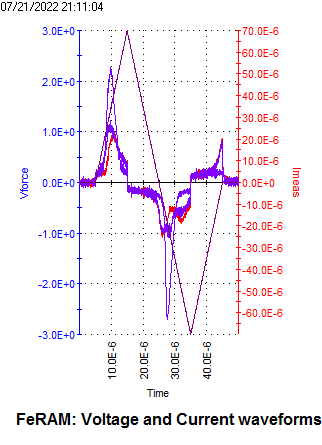 07/21/2022 21:11:04
3.0E+0
2.0E+0
1.0E+0
0.0E+0
-1.0E+0
-2.0E+0
-3.0E+0
Vforce
70.0E-6
60.0E-6
50.0E-6
40.0E-6
30.0E-6
20.0E-6
10.0E-6
0.0E+0
-10.0E-6
-20.0E-6
-30.0E-6
-40.0E-6
-50.0E-6
-60.0E-6
Imeas
10.0E-6
20.0E-6
30.0E-6
40.0E-6
Time
FeRAM: Voltage and Current waveforms